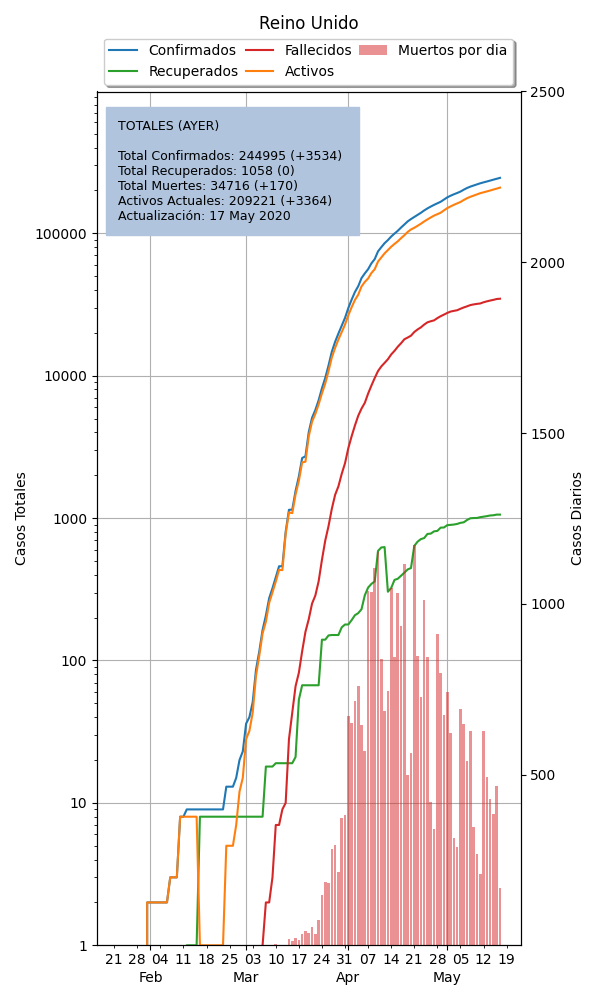 Reino Unido
Confirmados Fallecidos Muertos por dia
Recuperados Activos
TOTALES (AYER)
Total Confirmados: 244995 (+3534)
Total Recuperados: 1058 (0)
Total Muertes: 34716 (+170)
Activos Actuales: 209221 (+3364)
Actualización: 17 May 2020
Casos Totales
100000
10000
1000
100
10
1
2500
2000
1500
1000
500
Casos Diarios
21 28 04 11 18 25 03 10 17 24 31 07 14 21 28 05 12 19
Feb Mar Apr May